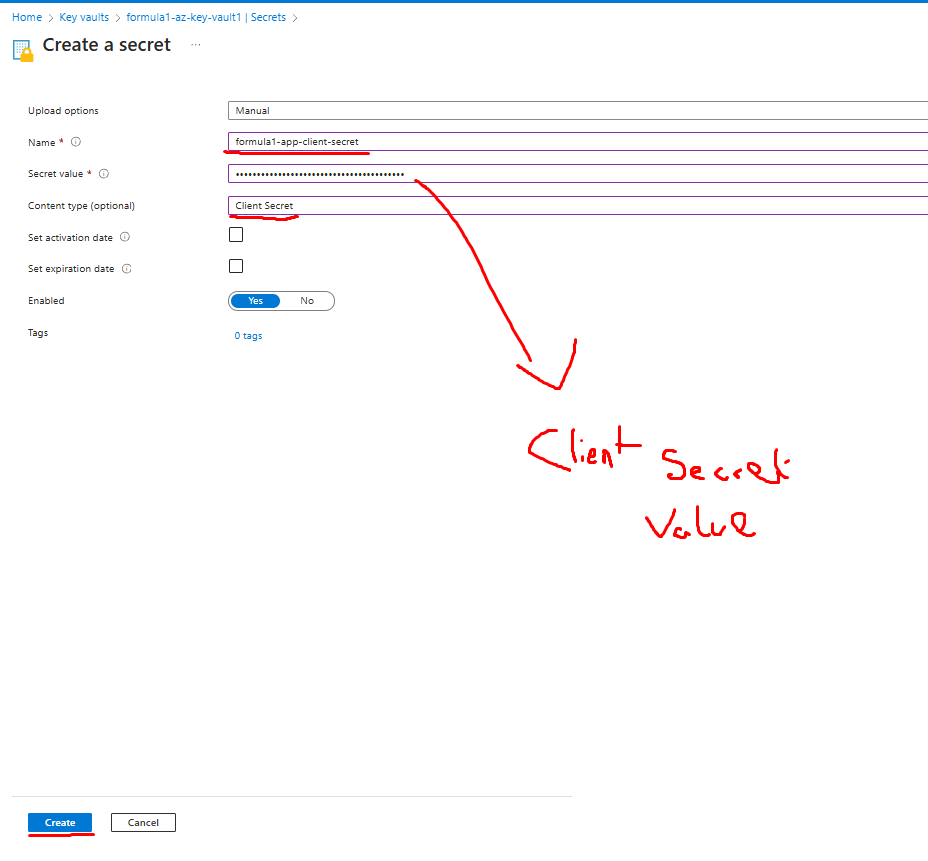 Home > Key vaults > formula1-az-key-vault1 | Secrets >
Create a secret ...
Upload options Manual
Name * formula1-app-client-secret
Secret value * ••••••••••••••••••••••••••••••••••••••••
Content type (optional) Client Secret
Set activation date
Set expiration date
Enabled Yes No
Tags 0 tags
Client Secret
Value
Create Cancel